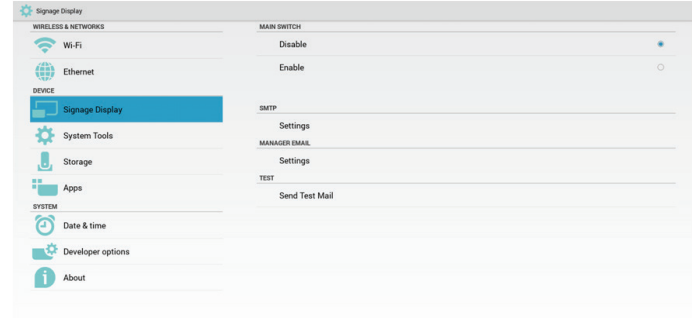 Signage Display
WIRELESS & NETWORKS
Wi-Fi
Ethernet
DEVICE
Signage Display
System Tools
Storage
Apps
SYSTEM
Date & time
Developer options
About
MAIN SWITCH
Disable
Enable
SMTP
Settings
MANAGER EMAIL
Settings
TEST
Send Test Mail